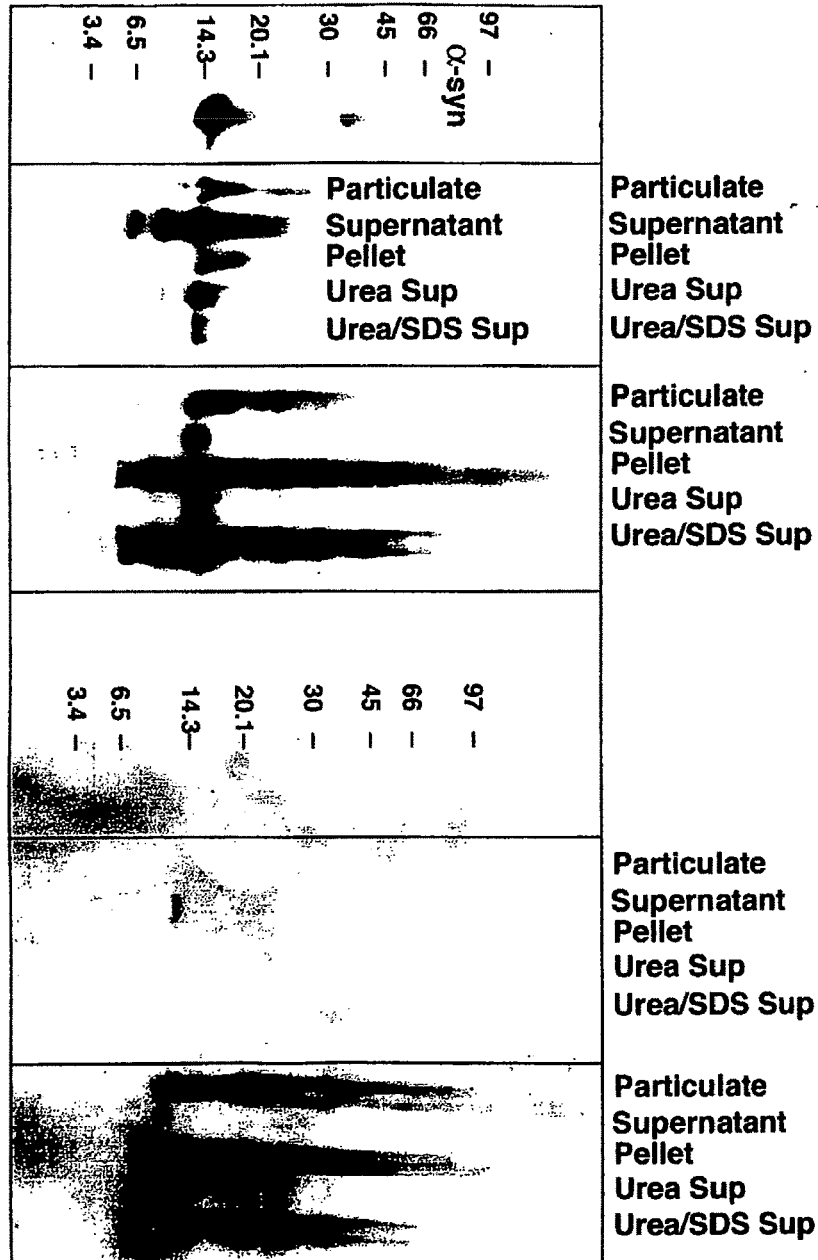 3.4 –
6.5 –
14.3–
20.1–
30 –
45 –
66 –
97 –
α-syn
Particulate
Supernatant
Pellet
Urea Sup
Urea/SDS Sup
Particulate
Supernatant
Pellet
Urea Sup
Urea/SDS Sup
Particulate
Supernatant
Pellet
Urea Sup
Urea/SDS Sup
3.4 –
6.5 –
14.3–
20.1–
30 –
45 –
66 –
97 –
Particulate
Supernatant
Pellet
Urea Sup
Urea/SDS Sup
Particulate
Supernatant
Pellet
Urea Sup
Urea/SDS Sup